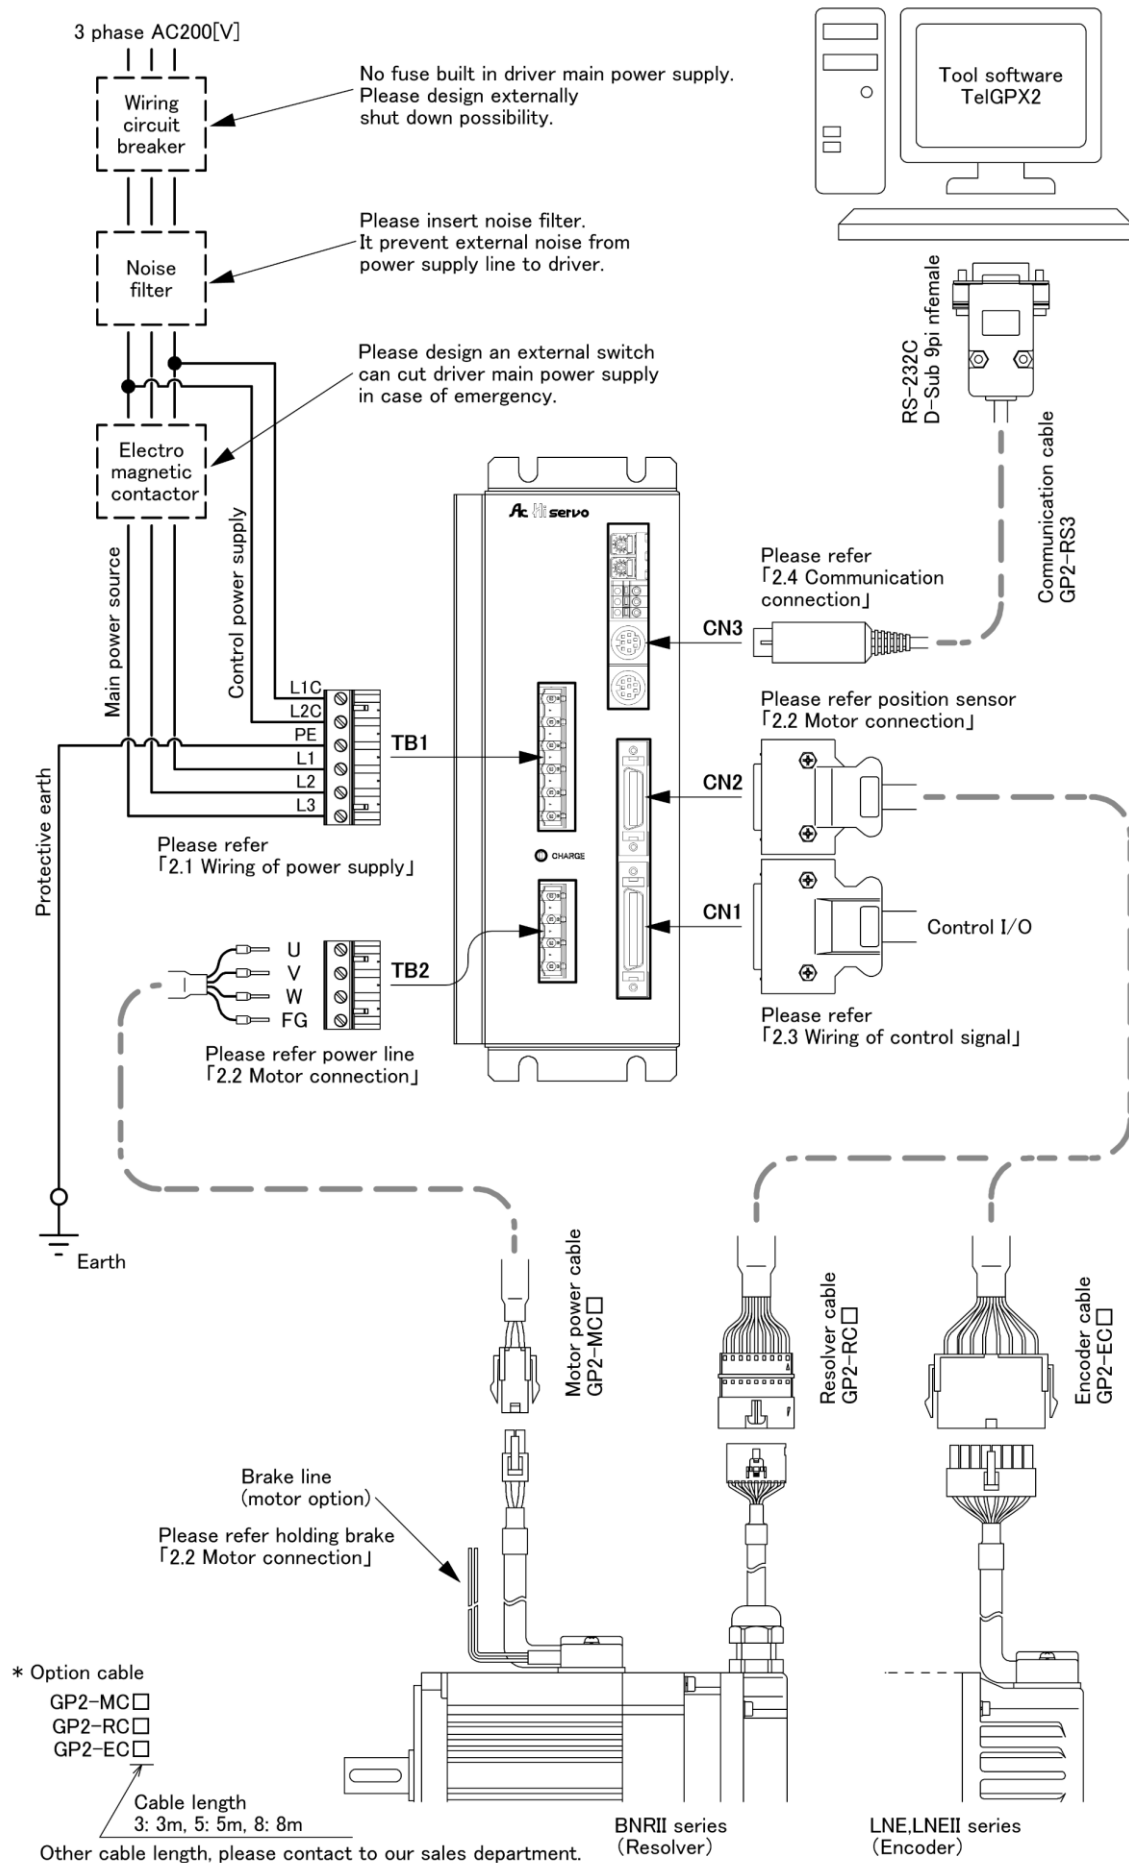 3 phase AC200[V]
Wiring
circuit
breaker
No fuse built in driver main power supply.
Please design externally
shut down possibility.
Tool software
TelGPX2
Noise
filter
Please insert noise filter.
It prevent external noise from
power supply line to driver.
RS-232C
D-Sub 9pi nfemale
Please design an external switch
can cut driver main power supply
in case of emergency.
Electro
magnetic
contactor
Main power source
Control power supply
Communication cable
GP2-RS3
Ac Hi servo
Please refer
「2.4 Communication
connection」
CN3
L1C
L2C
PE
L1
L2
L3
TB1
Please refer position sensor
「2.2 Motor connection」
CN2
Please refer
「2.1 Wiring of power supply」
CHARGE
Protective earth
CN1
Control I/O
U
V
W
FG
TB2
Please refer
「2.3 Wiring of control signal」
Please refer power line
「2.2 Motor connection」
Earth
Motor power cable
GP2-MC□
Resolver cable
GP2-RC□
Encoder cable
GP2-EC□
Brake line
(motor option)
Please refer holding brake
「2.2 Motor connection」
* Option cable
GP2-MC□
GP2-RC□
GP2-EC□
Cable length
3: 3m, 5: 5m, 8: 8m
Other cable length, please contact to our sales department.
BNRII series
(Resolver)
LNE,LNEII series
(Encoder)